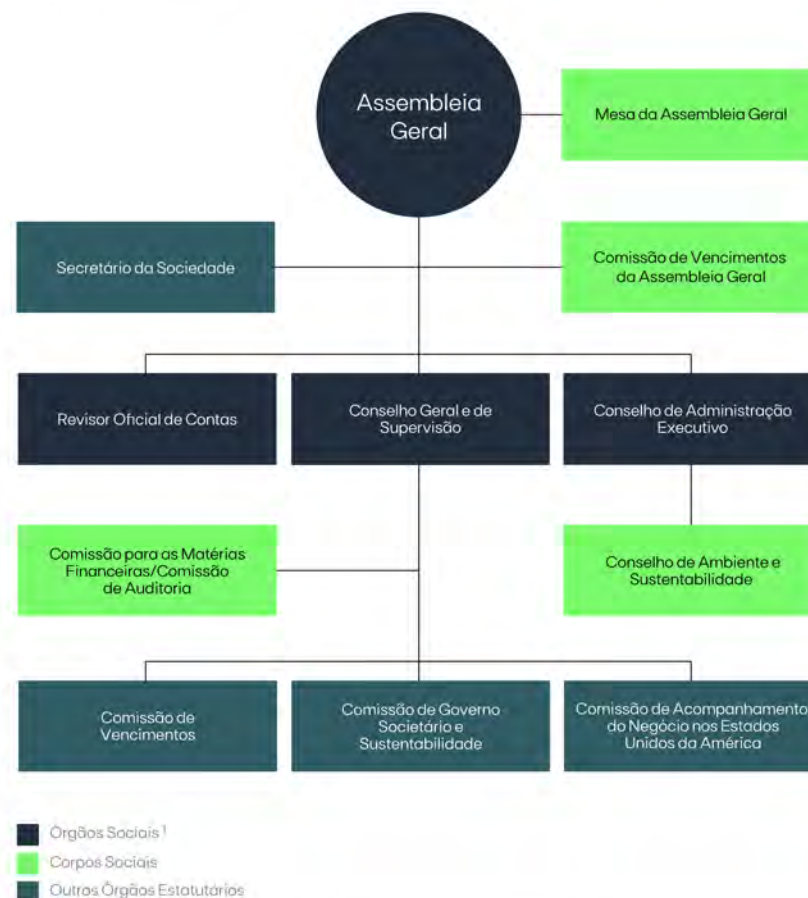 Assembleia
Geral
Mesa da Assembleia Geral
Secretário da Sociedade
Comissão de Vencimentos
da Assembleia Geral
Revisor Oficial de Contas
Conselho Geral e de
Supervisão
Conselho de Administração
Executivo
Comissão para as Matérias
Financeiras/Comissão
de Auditoria
Conselho de Ambiente e
Sustentabilidade
Comissão de
Vencimentos
Comissão de Governo
Societário e
Sustentabilidade
Comissão de Acompanhamento
do Negócio nos Estados
Unidos da América
Órgãos Sociais ¹
Corpos Sociais
Outros Órgãos Estatutários